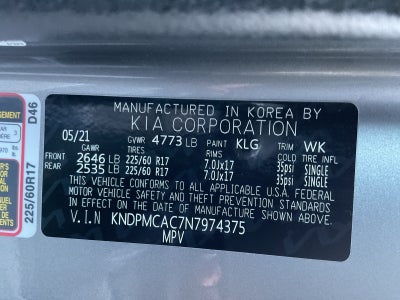 MANUFACTURED IN KOREA BY
KIA CORPORATION
05/21 GVWR 4773 LB PAINT KLG TRIM WK
GAWR TIRE RIMS COLD TIRE INFL
FRONT 2646 LB 225/60 R17 7.0Jx17 35psi SINGLE
REAR 2535 LB 225/60 R17 7.0Jx17 35psi SINGLE
THIS VEHICLE CONFORMS TO ALL APPLICABLE U.S.A. FEDERAL
MOTOR VEHICLE SAFETY AND THEFT PREVENTION STANDARDS
IN EFFECT ON THE DATE OF MANUFACTURE SHOWN ABOVE.
V.I.N KNDPMCAC7N7974375
MPV
225/60R17 D46